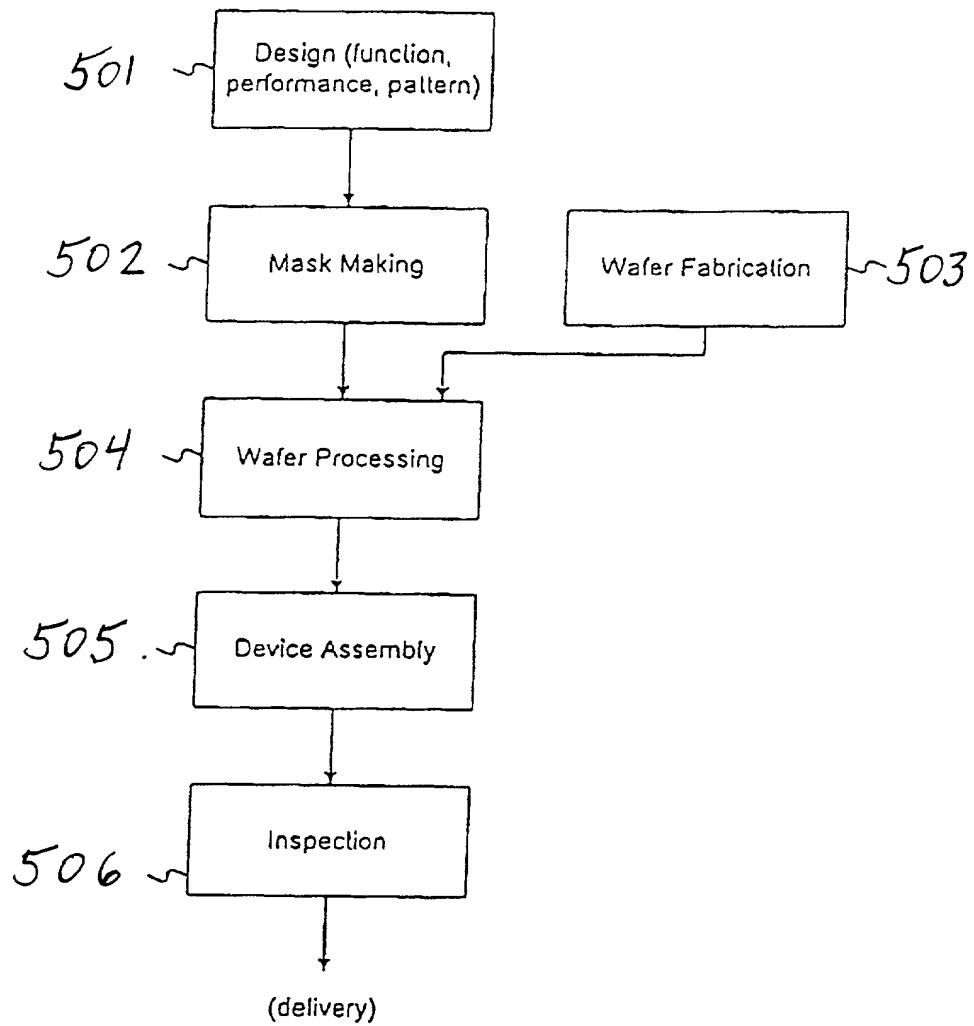 501
Design (function,
performance, pattern)
502
Mask Making
Wafer Fabrication
503
504
Wafer Processing
505
Device Assembly
506
Inspection
(delivery)